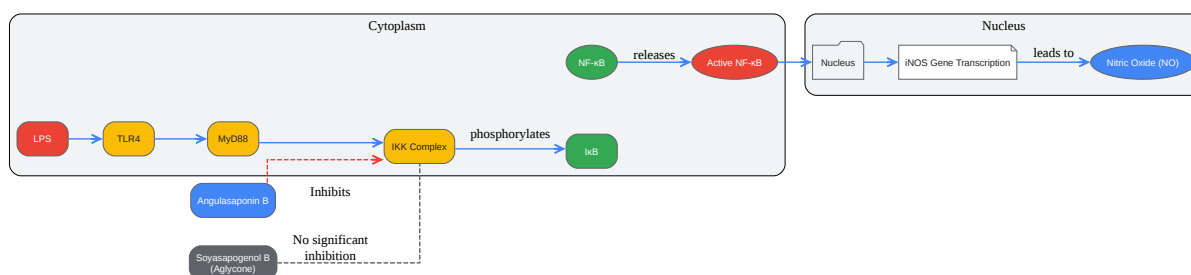 Cytoplasm
Nucleus
NF-κB
releases
Active NF-κB
Nucleus
iNOS Gene Transcription
leads to
Nitric Oxide (NO)
LPS
TLR4
MyD88
IKK Complex
phosphorylates
IκB
Angulasaponin B
Inhibits
No significant
inhibition
Soyasapogenol B
(Aglycone)